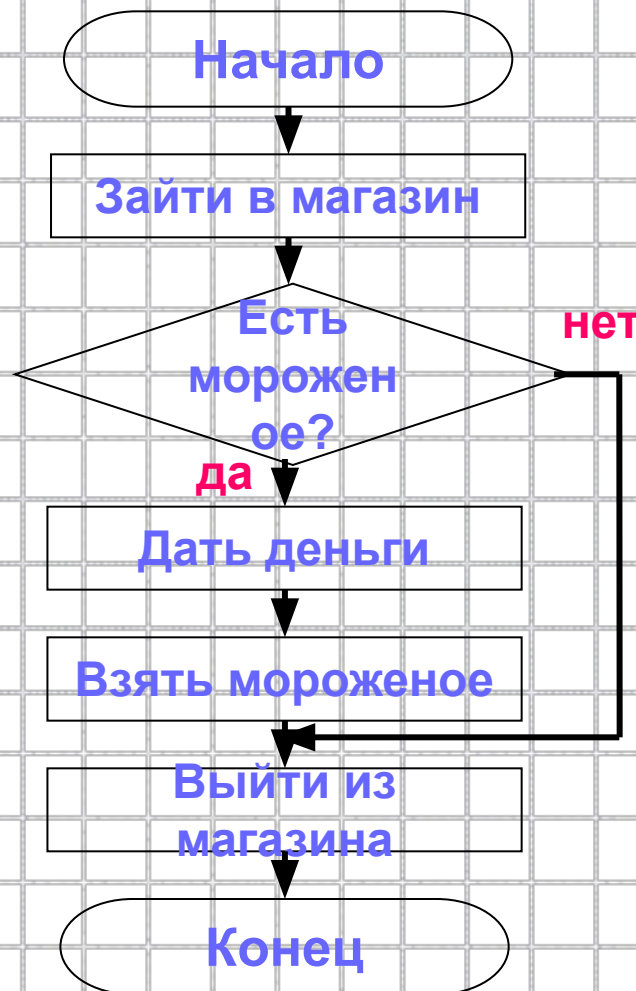 Начало
Зайти в магазин
Есть
морожен
ое?
нет
да
Дать деньги
Взять мороженое
Выйти из
магазина
Конец